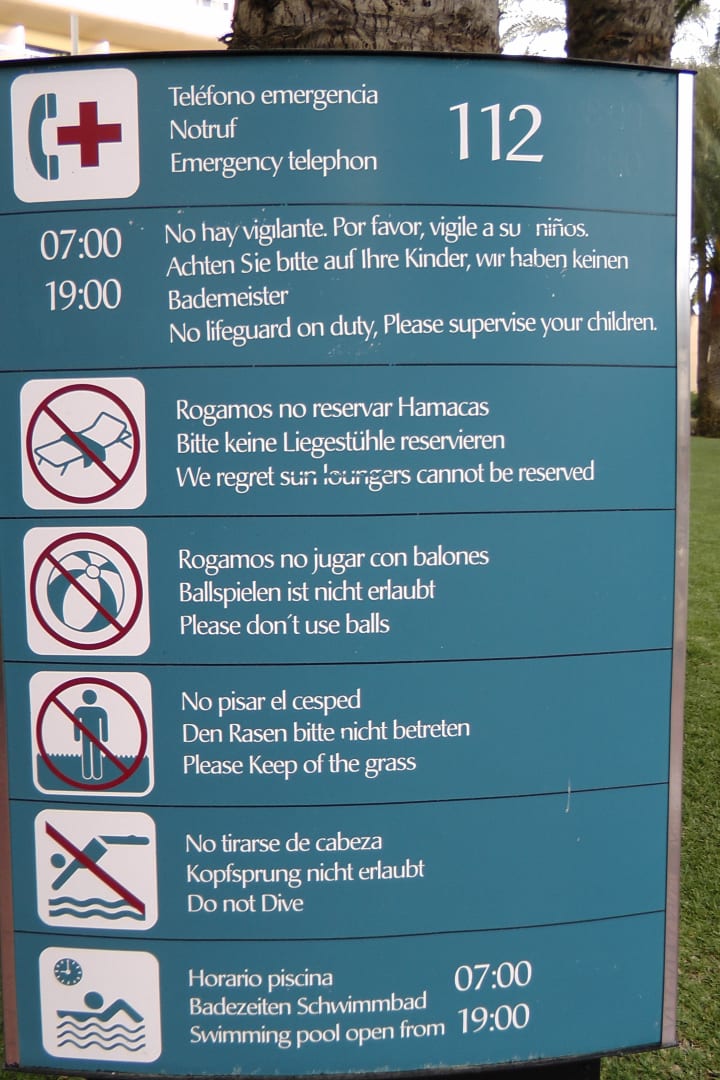 Teléfono emergencia
Notruf
Emergency telephon
112
07:00
19:00
No hay vigilante. Por favor, vigile a su niños.
Achten Sie bitte auf Ihre Kinder, wir haben keinen
Bademeister
No lifeguard on duty, Please supervise your children.
Rogamos no reservar Hamacas
Bitte keine Liegestühle reservieren
We regret sun loungers cannot be reserved
Rogamos no jugar con balones
Ballspielen ist nicht erlaubt
Please don´t use balls
No pisar el cesped
Den Rasen bitte nicht betreten
Please Keep of the grass
No tirarse de cabeza
Kopfsprung nicht erlaubt
Do not Dive
Horario piscina
Badezeiten Schwimmbad
Swimming pool open from
07:00
19:00